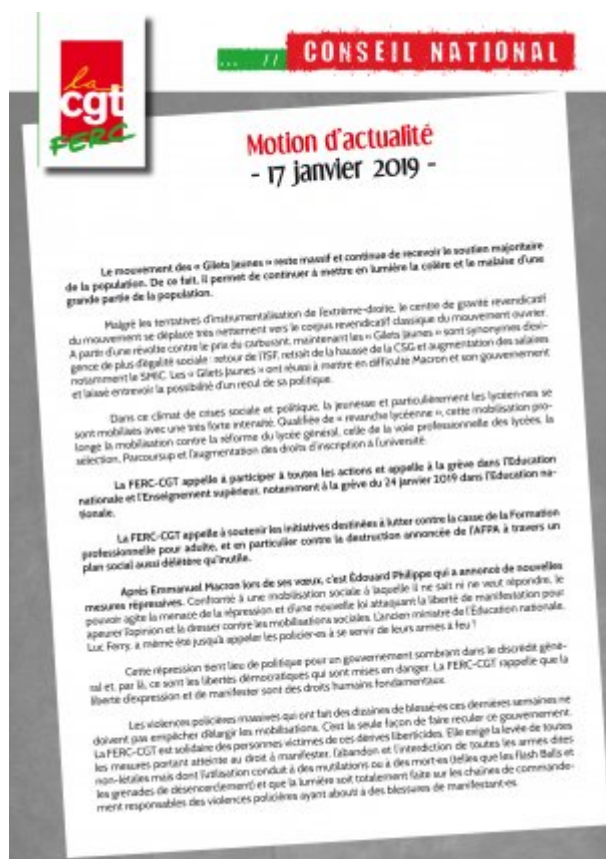 la
cgt
FERC
... // CONSEIL NATIONAL
Motion d'actualité
- 17 janvier 2019 -
Le mouvement des « Gilets Jaunes » reste massif et continue de recevoir le soutien majoritaire
de la population. De ce fait, il permet de continuer à mettre en lumière la colère et le malaise d'une
grande partie de la population.
Malgré les tentatives d'instrumentalisation de l'extrême-droite, le centre de gravité revendicatif
du mouvement se déplace très nettement vers le corpus revendicatif classique du mouvement ouvrier.
A partir d'une révolte contre le prix du carburant, maintenant les « Gilets Jaunes » sont synonymes d'exi-
gence de plus d'égalité sociale : retour de l'ISF, retrait de la hausse de la CSG et augmentation des salaires
notamment le SMIC. Les « Gilets Jaunes » ont réussi à mettre en difficulté Macron et son gouvernement
et laissé entrevoir la possibilité d'un recul de sa politique.
Dans ce climat de crises sociale et politique, la jeunesse et particulièrement les lycéen·nes se
sont mobilisés avec une très forte intensité. Qualifiée de « revanche lycéenne », cette mobilisation pro-
longe la mobilisation contre la réforme du lycée général, celle de la voie professionnelle des lycées, la
sélection, Parcoursup et l'augmentation des droits d'inscription à l'université.
La FERC-CGT appelle à participer à toutes les actions et appelle à la grève dans l'Education
nationale et l'Enseignement supérieur, notamment à la grève du 24 janvier 2019 dans l'Education na-
tionale.
La FERC-CGT appelle à soutenir les initiatives destinées à lutter contre la casse de la Formation
professionnelle pour adulte, et en particulier contre la destruction annoncée de l'AFPA à travers un
plan social aussi délétère qu'inutile.
Après Emmanuel Macron lors de ses vœux, c'est Édouard Philippe qui a annoncé de nouvelles
mesures répressives. Confronté à une mobilisation sociale à laquelle il ne sait ni ne veut répondre, le
pouvoir agite la menace de la répression et d'une nouvelle loi attaquant la liberté de manifestation pour
apeurer l'opinion et la dresser contre les mobilisations sociales. L'ancien ministre de l'Éducation nationale,
Luc Ferry, a même été jusqu'à appeler les policier·es à se servir de leurs armes à feu !
Cette répression tient lieu de politique pour un gouvernement sombrant dans le discrédit géné-
ral et, par là, ce sont les libertés démocratiques qui sont mises en danger. La FERC-CGT rappelle que la
liberté d'expression et de manifester sont des droits humains fondamentaux.
Les violences policières massives qui ont fait des dizaines de blessé·es ces dernières semaines ne
doivent pas empêcher d'élargir les mobilisations. C'est la seule façon de faire reculer ce gouvernement.
La FERC-CGT est solidaire des personnes victimes de ces dérives liberticides. Elle exige la levée de toutes
les mesures portant atteinte au droit à manifester, l'abandon et l'interdiction de toutes les armes dites
non-létales mais dont l'utilisation conduit à des mutilations ou à des mort·es (telles que les Flash Balls et
les grenades de désencerclement) et que la lumière soit totalement faite sur les chaînes de commande-
ment responsables des violences policières ayant abouti à des blessures de manifestant·es.